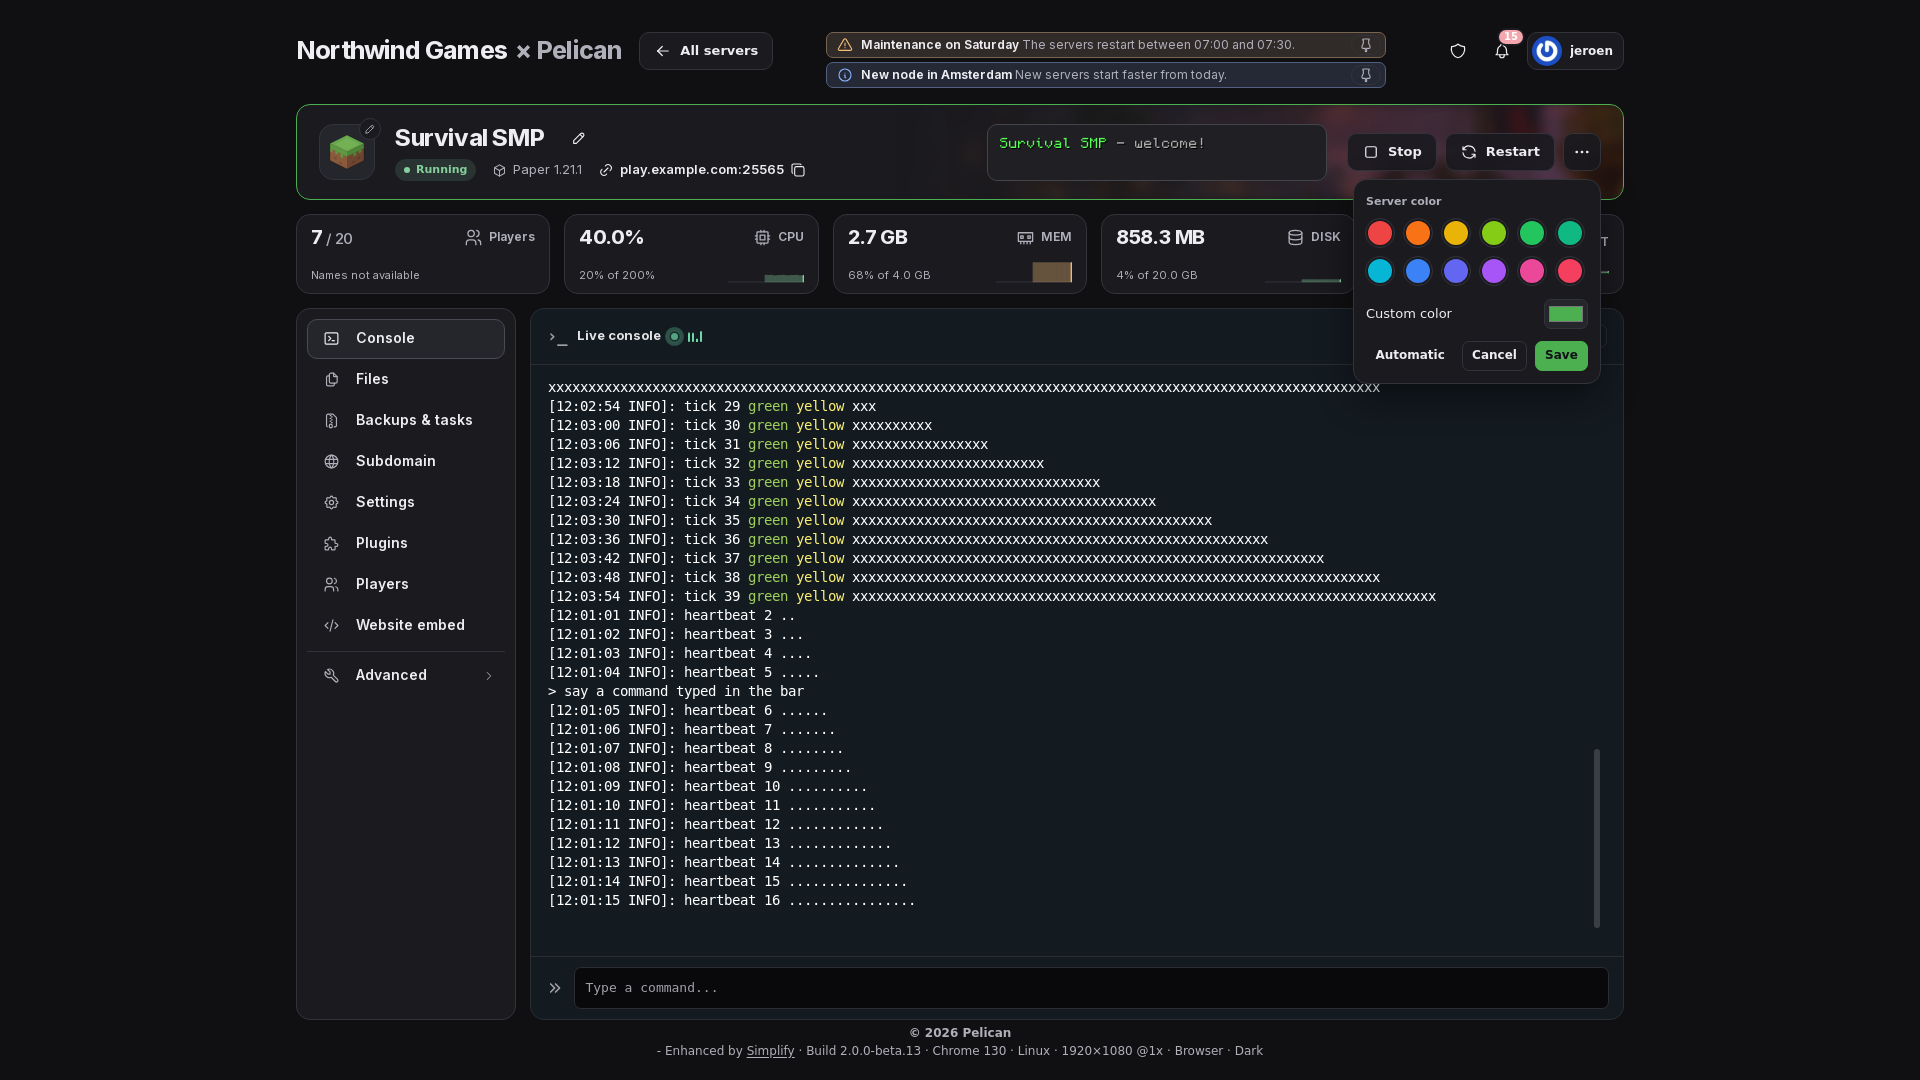 Northwind Games × Pelican
All servers
Maintenance on Saturday The servers restart between 07:00 and 07:30.
New node in Amsterdam New servers start faster from today.
15
jeroen
Survival SMP
Running
Paper 1.21.1
play.example.com:25565
Survival SMP - welcome!
Stop
Restart
7 / 20
Players
Names not available
40.0%
CPU
20% of 200%
2.7 GB
MEM
68% of 4.0 GB
858.3 MB
DISK
4% of 20.0 GB
T
Server color
Custom color
Automatic
Cancel
Save
Console
Files
Backups & tasks
Subdomain
Settings
Plugins
Players
Website embed
Advanced
>_ Live console
[12:02:54 INFO]: tick 29 green yellow xxx
[12:03:00 INFO]: tick 30 green yellow xxxxxxxxxx
[12:03:06 INFO]: tick 31 green yellow xxxxxxxxxxxxxxxxx
[12:03:12 INFO]: tick 32 green yellow xxxxxxxxxxxxxxxxxxxxxxxx
[12:03:18 INFO]: tick 33 green yellow xxxxxxxxxxxxxxxxxxxxxxxxxxxxxxx
[12:03:24 INFO]: tick 34 green yellow xxxxxxxxxxxxxxxxxxxxxxxxxxxxxxxxxxxxxx
[12:03:30 INFO]: tick 35 green yellow xxxxxxxxxxxxxxxxxxxxxxxxxxxxxxxxxxxxxxxxxxxxx
[12:03:36 INFO]: tick 36 green yellow xxxxxxxxxxxxxxxxxxxxxxxxxxxxxxxxxxxxxxxxxxxxxxxxxxxx
[12:03:42 INFO]: tick 37 green yellow xxxxxxxxxxxxxxxxxxxxxxxxxxxxxxxxxxxxxxxxxxxxxxxxxxxxxxxxxxx
[12:03:48 INFO]: tick 38 green yellow xxxxxxxxxxxxxxxxxxxxxxxxxxxxxxxxxxxxxxxxxxxxxxxxxxxxxxxxxxxxxxxxxx
[12:03:54 INFO]: tick 39 green yellow xxxxxxxxxxxxxxxxxxxxxxxxxxxxxxxxxxxxxxxxxxxxxxxxxxxxxxxxxxxxxxxxxxxxxxxxx
[12:01:01 INFO]: heartbeat 2 ..
[12:01:02 INFO]: heartbeat 3 ...
[12:01:03 INFO]: heartbeat 4 ....
[12:01:04 INFO]: heartbeat 5 .....
> say a command typed in the bar
[12:01:05 INFO]: heartbeat 6 ......
[12:01:06 INFO]: heartbeat 7 .......
[12:01:07 INFO]: heartbeat 8 ........
[12:01:08 INFO]: heartbeat 9 .........
[12:01:09 INFO]: heartbeat 10 ..........
[12:01:10 INFO]: heartbeat 11 ...........
[12:01:11 INFO]: heartbeat 12 ............
[12:01:12 INFO]: heartbeat 13 .............
[12:01:13 INFO]: heartbeat 14 ..............
[12:01:14 INFO]: heartbeat 15 ...............
[12:01:15 INFO]: heartbeat 16 ................
Type a command...
© 2026 Pelican
- Enhanced by Simplify · Build 2.0.0-beta.13 · Chrome 130 · Linux · 1920×1080 @1x · Browser · Dark